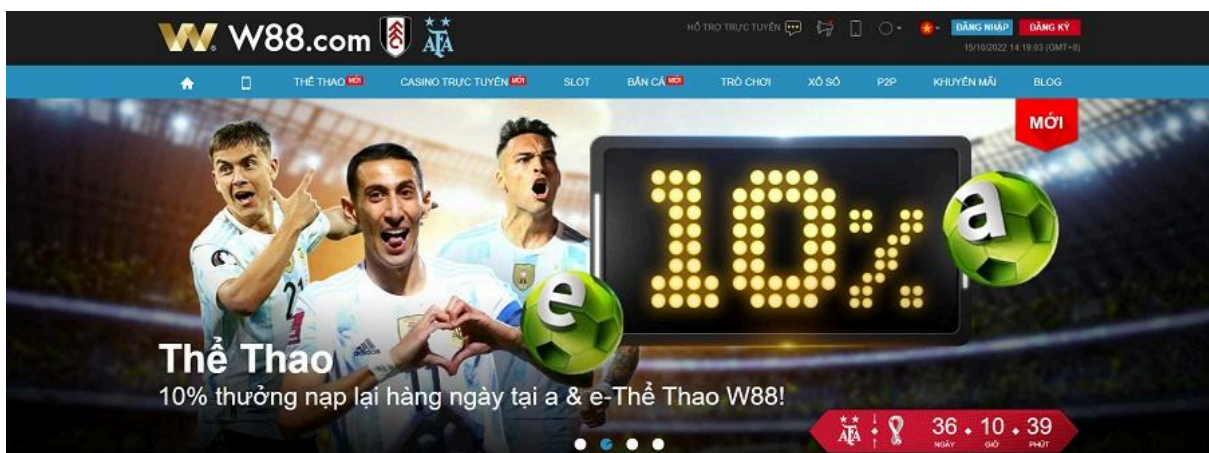 W88.com
AFA
HỖ TRỢ TRỰC TUYẾN
ĐĂNG NHẬP
ĐĂNG KÝ
15/10/2022 14:19:03 (GMT+8)
THỂ THAO MỚI
CASINO TRỰC TUYẾN MỚI
SLOT
BẮN CÁ MỚI
TRÒ CHƠI
XỔ SỐ
P2P
KHUYẾN MÃI
BLOG
MỚI
10%
a
e
21
adidas
Thể Thao
10% thưởng nạp lại hàng ngày tại a & e-Thể Thao W88!
AFA
36 • 10 • 39
NGÀY GIỜ PHÚT